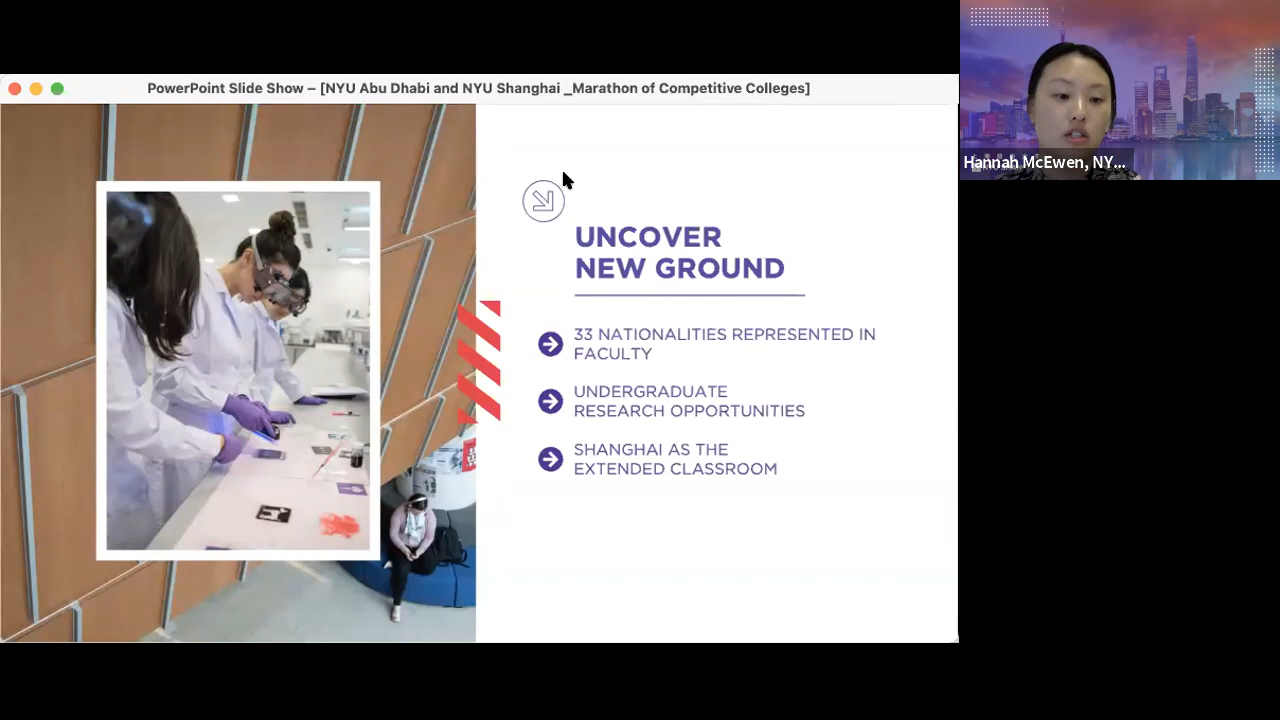 PowerPoint Slide Show – [NYU Abu Dhabi and NYU Shanghai _Marathon of Competitive Colleges]
Hannah McEwen, NY...
UNCOVER
NEW GROUND
33 NATIONALITIES REPRESENTED IN
FACULTY
UNDERGRADUATE
RESEARCH OPPORTUNITIES
SHANGHAI AS THE
EXTENDED CLASSROOM